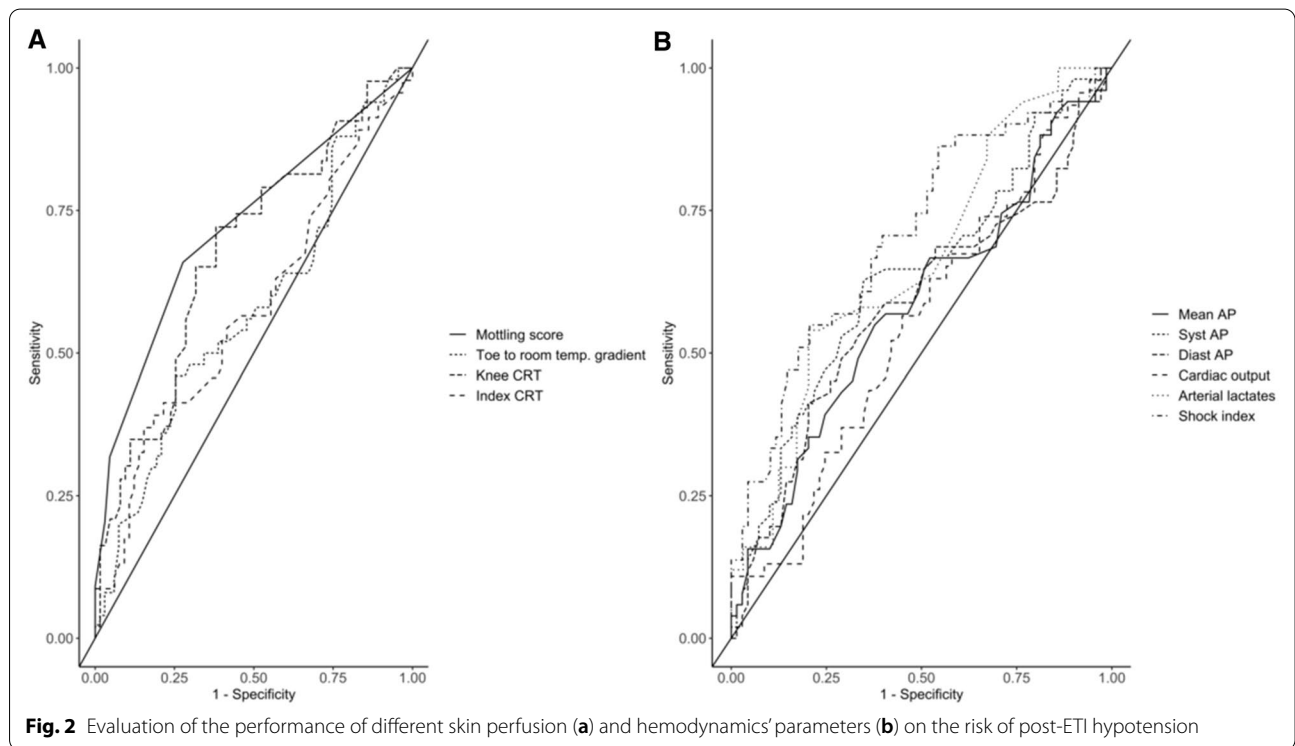 A
1.00
0.75
0.50
0.25
0.00
Sensitivity
0.00 0.25 0.50 0.75 1.00
1 - Specificity
Mottling score
Toe to room temp. gradient
Knee CRT
Index CRT
B
1.00
0.75
0.50
0.25
0.00
Sensitivity
0.00 0.25 0.50 0.75 1.00
1 - Specificity
Mean AP
Syst AP
Diast AP
Cardiac output
Arterial lactates
Shock index
Fig. 2 Evaluation of the performance of different skin perfusion (a) and hemodynamics' parameters (b) on the risk of post-ETI hypotension